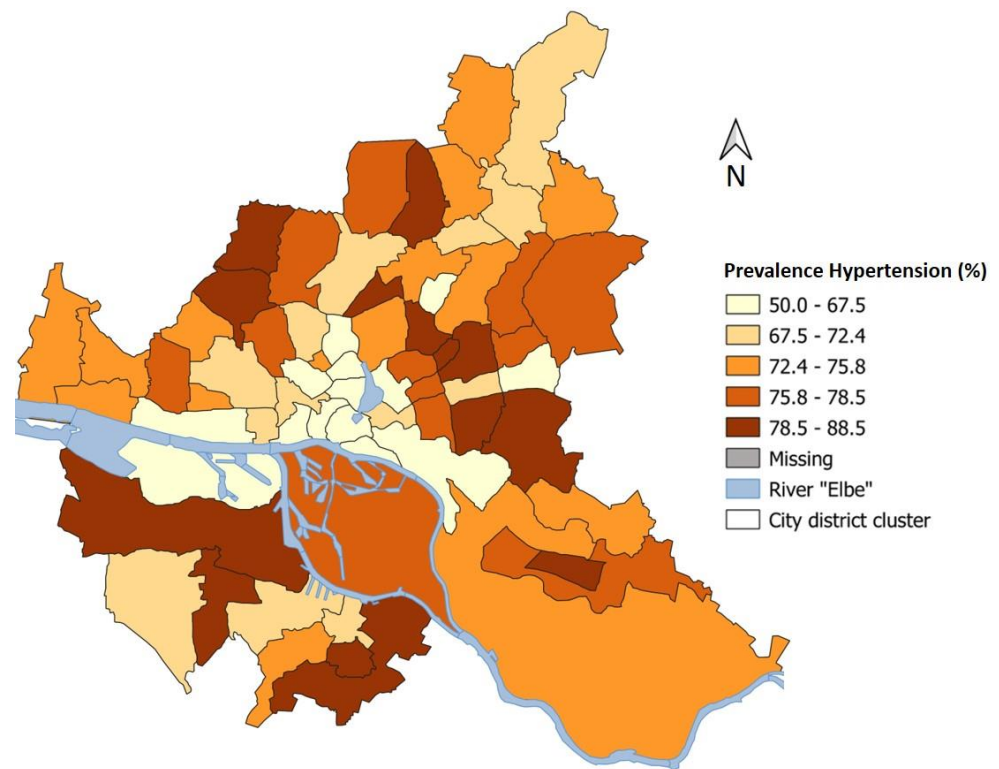 N
Prevalence Hypertension (%)
50.0 - 67.5
67.5 - 72.4
72.4 - 75.8
75.8 - 78.5
78.5 - 88.5
Missing
River "Elbe"
City district cluster